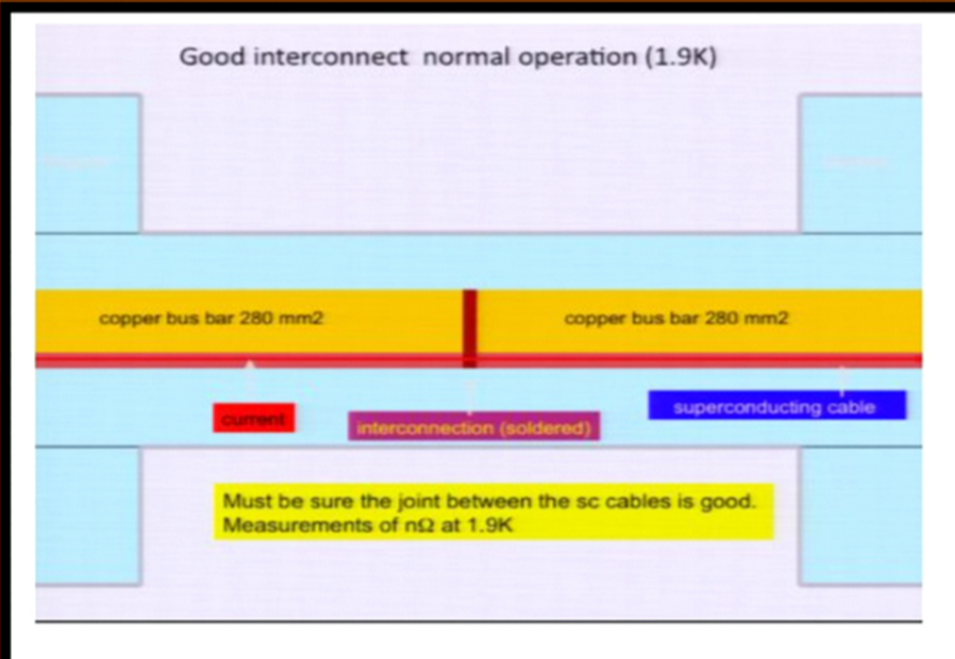 Good interconnect normal operation (1.9K)
copper bus bar 280 mm2
copper bus bar 280 mm2
current
interconnection (soldered)
superconducting cable
Must be sure the joint between the sc cables is good.
Measurements of nΩ at 1.9K